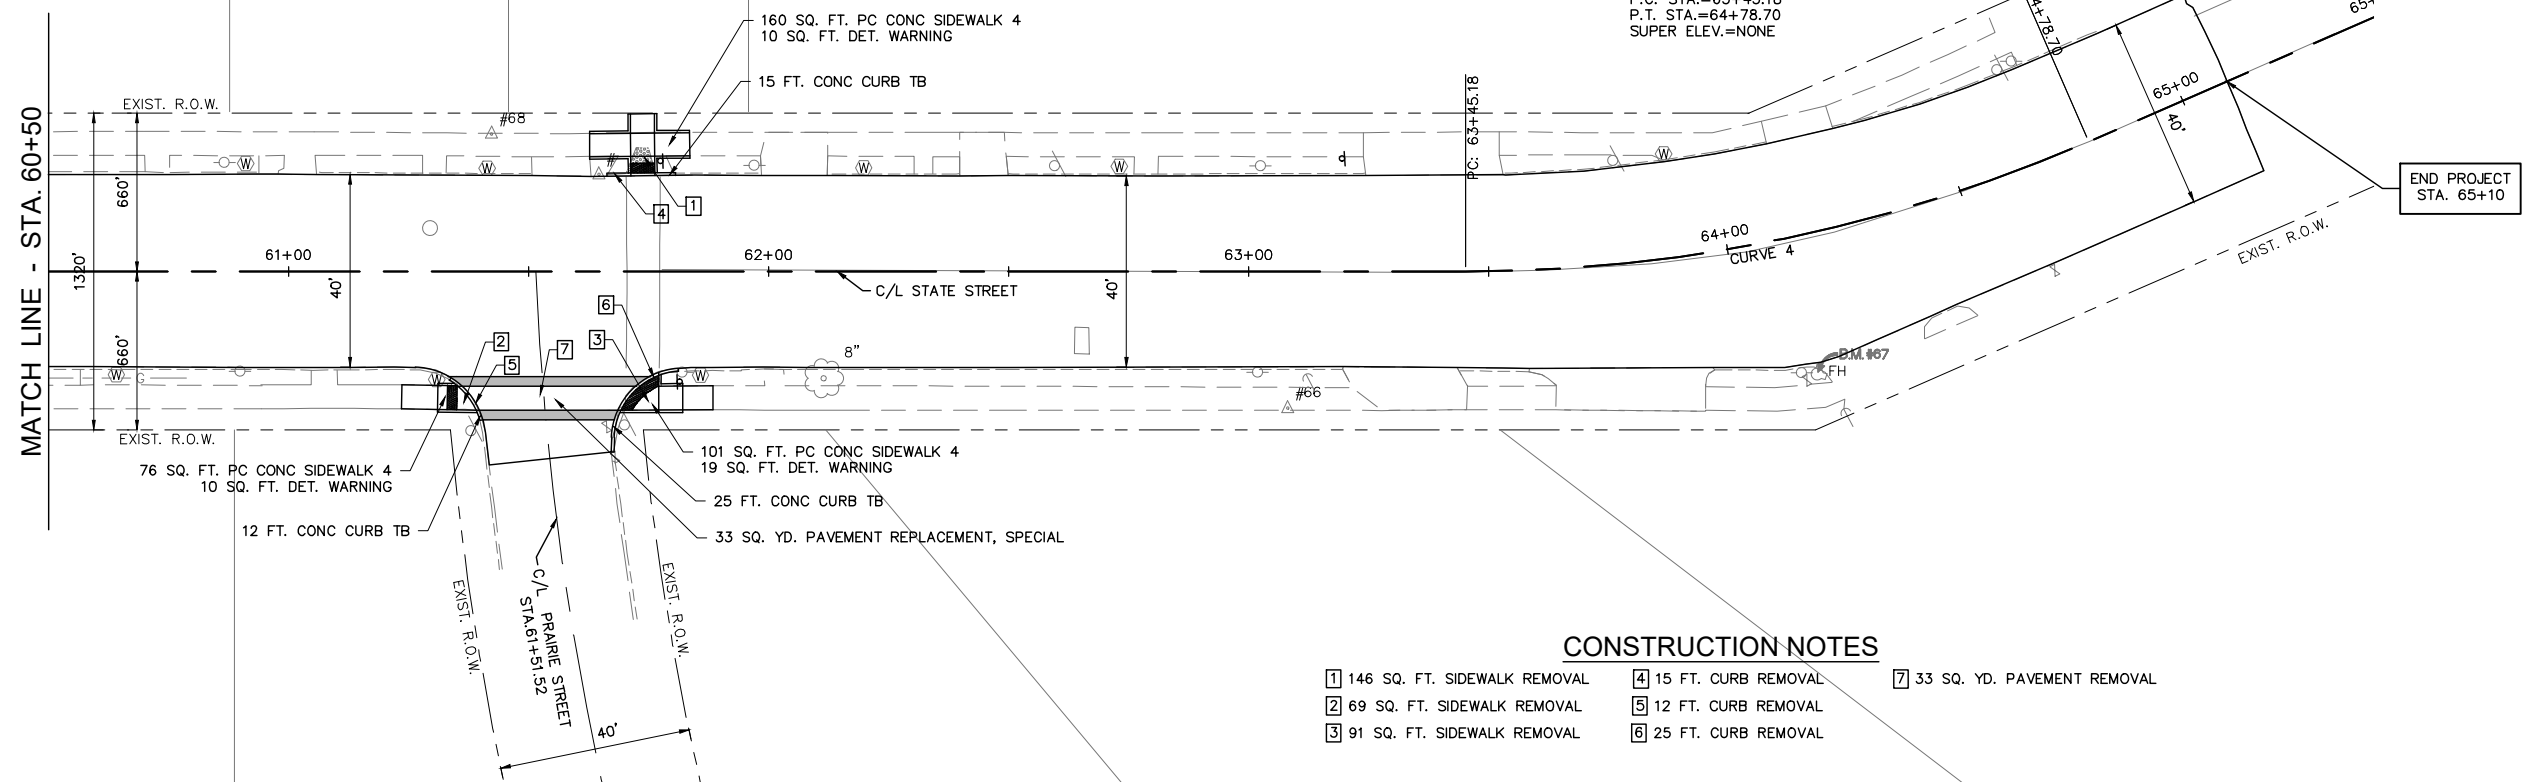 160 SQ. FT. PC CONC SIDEWALK 4
10 SQ. FT. DET. WARNING
15 FT. CONC CURB TB
P.T. STA.=64+78.70
SUPER ELEV.=NONE
4+78.70
65+
65+00
40'
END PROJECT
STA. 65+10
EXIST. R.O.W.
MATCH LINE - STA. 60+50
EXIST. R.O.W.
#68
W
W
W
W
W
PC: 63+45.18
660'
1320'
660'
4
1
61+00
62+00
63+00
64+00
CURVE 4
40'
40'
C/L STATE STREET
6
2
5
7
3
8"
W
G
W
W
B.M. #67
FH
#66
EXIST. R.O.W.
76 SQ. FT. PC CONC SIDEWALK 4
10 SQ. FT. DET. WARNING
101 SQ. FT. PC CONC SIDEWALK 4
19 SQ. FT. DET. WARNING
25 FT. CONC CURB TB
12 FT. CONC CURB TB
33 SQ. YD. PAVEMENT REPLACEMENT, SPECIAL
EXIST. R.O.W.
C/L PRAIRIE STREET
STA.61+51.52
EXIST. R.O.W.
40'
CONSTRUCTION NOTES
1 146 SQ. FT. SIDEWALK REMOVAL
2 69 SQ. FT. SIDEWALK REMOVAL
3 91 SQ. FT. SIDEWALK REMOVAL
4 15 FT. CURB REMOVAL
5 12 FT. CURB REMOVAL
6 25 FT. CURB REMOVAL
7 33 SQ. YD. PAVEMENT REMOVAL